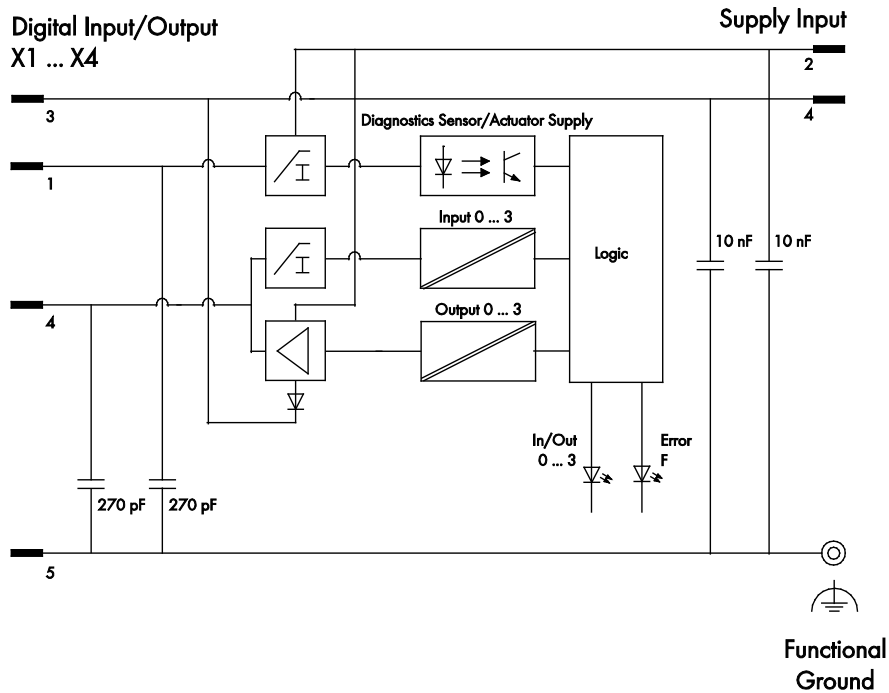 Digital Input/Output
X1 ... X4
Supply Input
2
3
4
Diagnostics Sensor/Actuator Supply
1
I
Input 0 ... 3
10 nF
10 nF
I
Logic
4
Output 0 ... 3
In/Out
0 ... 3
Error
F
270 pF
270 pF
5
Functional
Ground